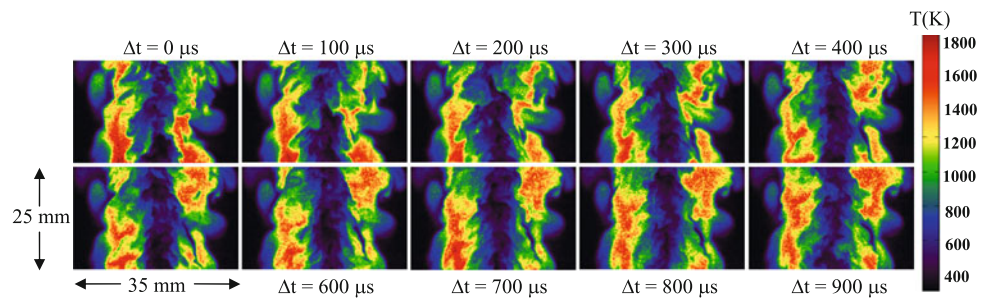 T(K)
Δt = 0 μs
Δt = 100 μs
Δt = 200 μs
Δt = 300 μs
Δt = 400 μs
1800
1600
1400
1200
1000
800
600
400
25 mm
35 mm
Δt = 600 μs
Δt = 700 μs
Δt = 800 μs
Δt = 900 μs